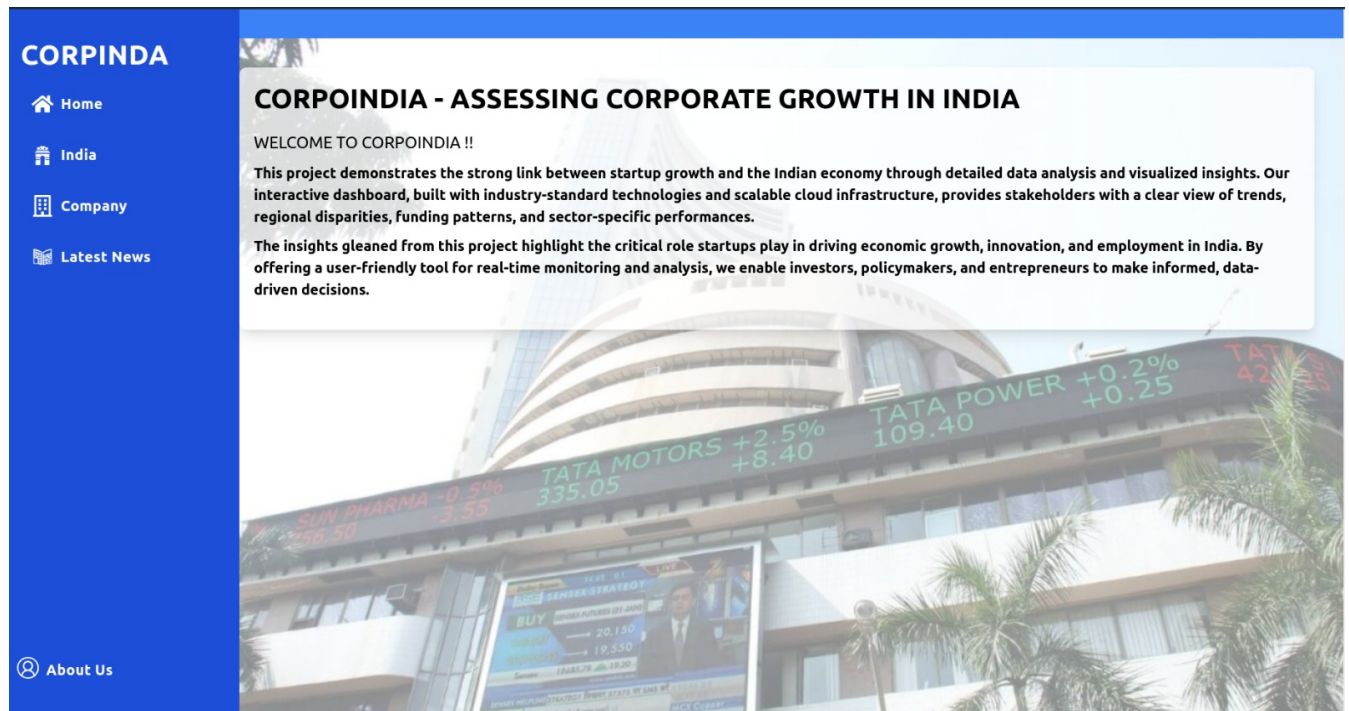 CORPINDA
Home
India
Company
Latest News
About Us
CORPOINDIA - ASSESSING CORPORATE GROWTH IN INDIA
WELCOME TO CORPOINDIA !!
This project demonstrates the strong link between startup growth and the Indian economy through detailed data analysis and visualized insights. Our
interactive dashboard, built with industry-standard technologies and scalable cloud infrastructure, provides stakeholders with a clear view of trends,
regional disparities, funding patterns, and sector-specific performances.
The insights gleaned from this project highlight the critical role startups play in driving economic growth, innovation, and employment in India. By
offering a user-friendly tool for real-time monitoring and analysis, we enable investors, policymakers, and entrepreneurs to make informed, data-
driven decisions.
SUN PHARMA -0.5%
-3.55
TATA MOTORS +2.5%
335.05 +8.40
TATA POWER +0.2%
109.40 +0.25
LIVE
BSE SENSEX STRATEGY
BUY
20,150
19,550